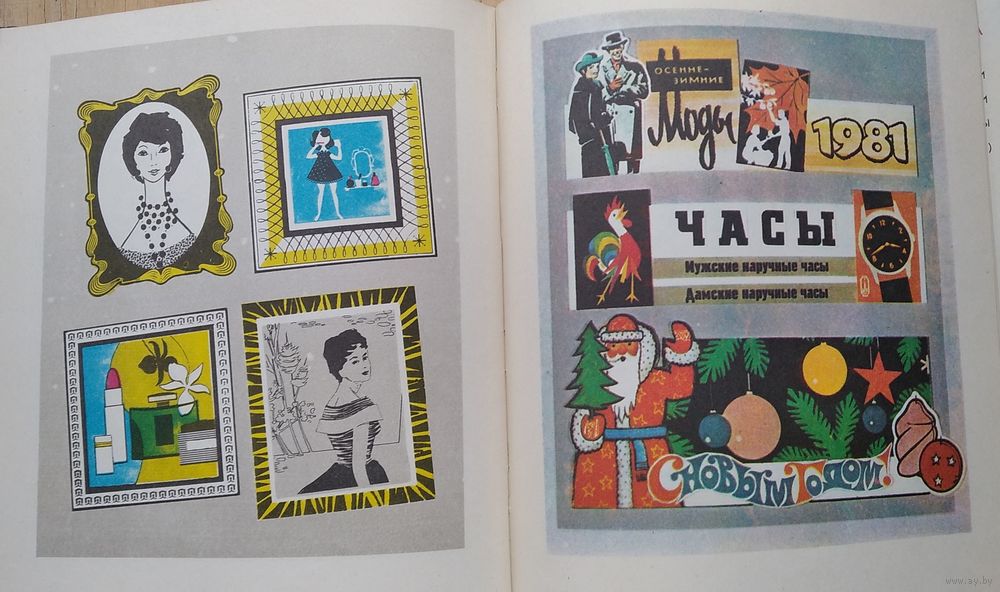 ОСЕННЕ-
ЗИМНИЕ
Моды
1981
ЧАСЫ
Мужские наручные часы
Дамские наручные часы
С НОВЫМ ГОДОМ!
www.ay.by